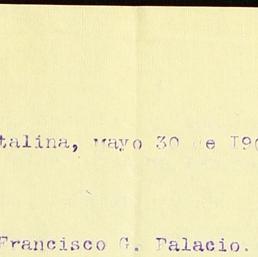 talina, Mayo 30 de 190
Francisco G. Palacio.